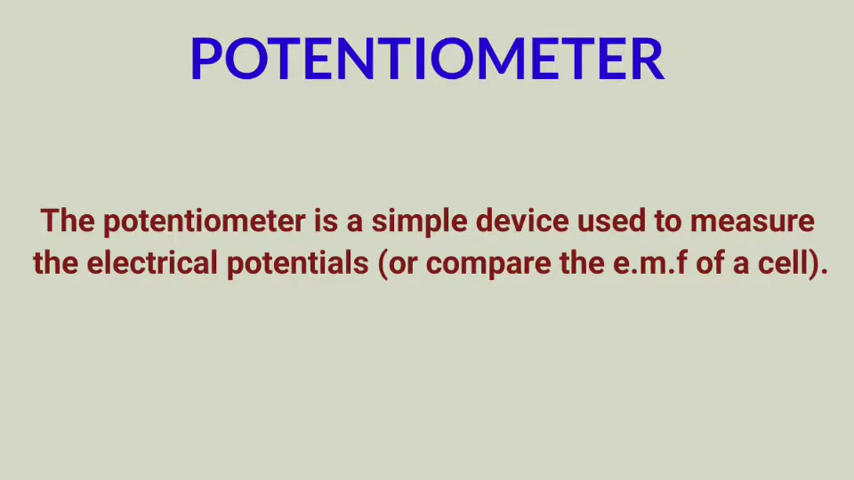 POTENTIOMETER
The potentiometer is a simple device used to measure
the electrical potentials (or compare the e.m.f of a cell).